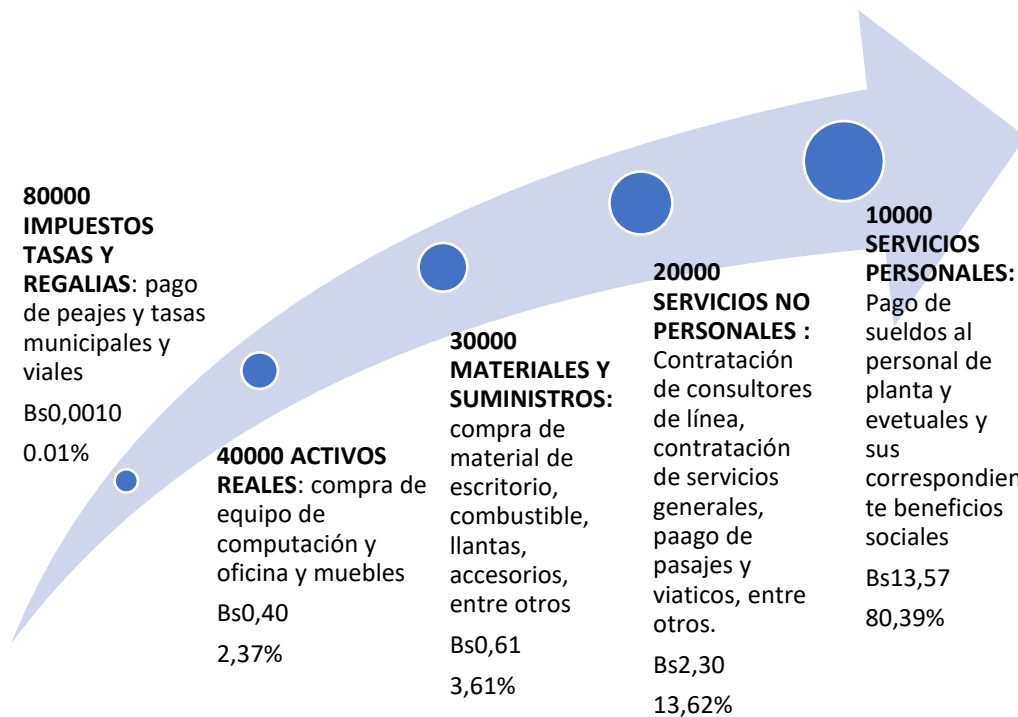 80000
IMPUESTOS
TASAS Y
REGALIAS: pago
de peajes y tasas
municipales y
viales
Bs0,0010
0.01%
40000 ACTIVOS
REALES: compra de
equipo de
computación y
oficina y muebles
Bs0,40
2,37%
30000
MATERIALES Y
SUMINISTROS:
compra de
material de
escritorio,
combustible,
llantas,
accesorios,
entre otros
Bs0,61
3,61%
20000
SERVICIOS NO
PERSONALES :
Contratación
de consultores
de línea,
contratación
de servicios
generales,
paago de
pasajes y
viaticos, entre
otros.
Bs2,30
13,62%
10000
SERVICIOS
PERSONALES:
Pago de
sueldos al
personal de
planta y
evetuales y
sus
correspondien
te beneficios
sociales
Bs13,57
80,39%